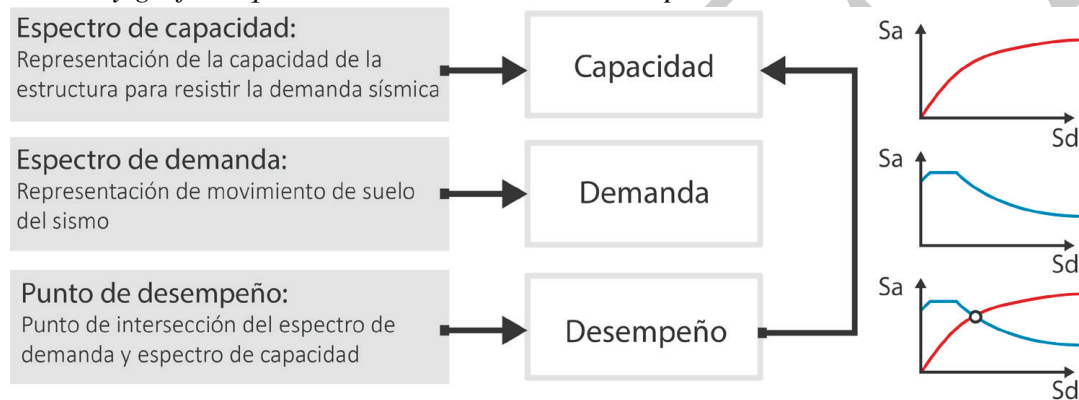 Espectro de capacidad:
Representación de la capacidad de la
estructura para resistir la demanda sísmica
Capacidad
Sa
Sd
Espectro de demanda:
Representación de movimiento de suelo
del sismo
Demanda
Sa
Sd
Punto de desempeño:
Punto de intersección del espectro de
demanda y espectro de capacidad
Desempeño
Sa
Sd